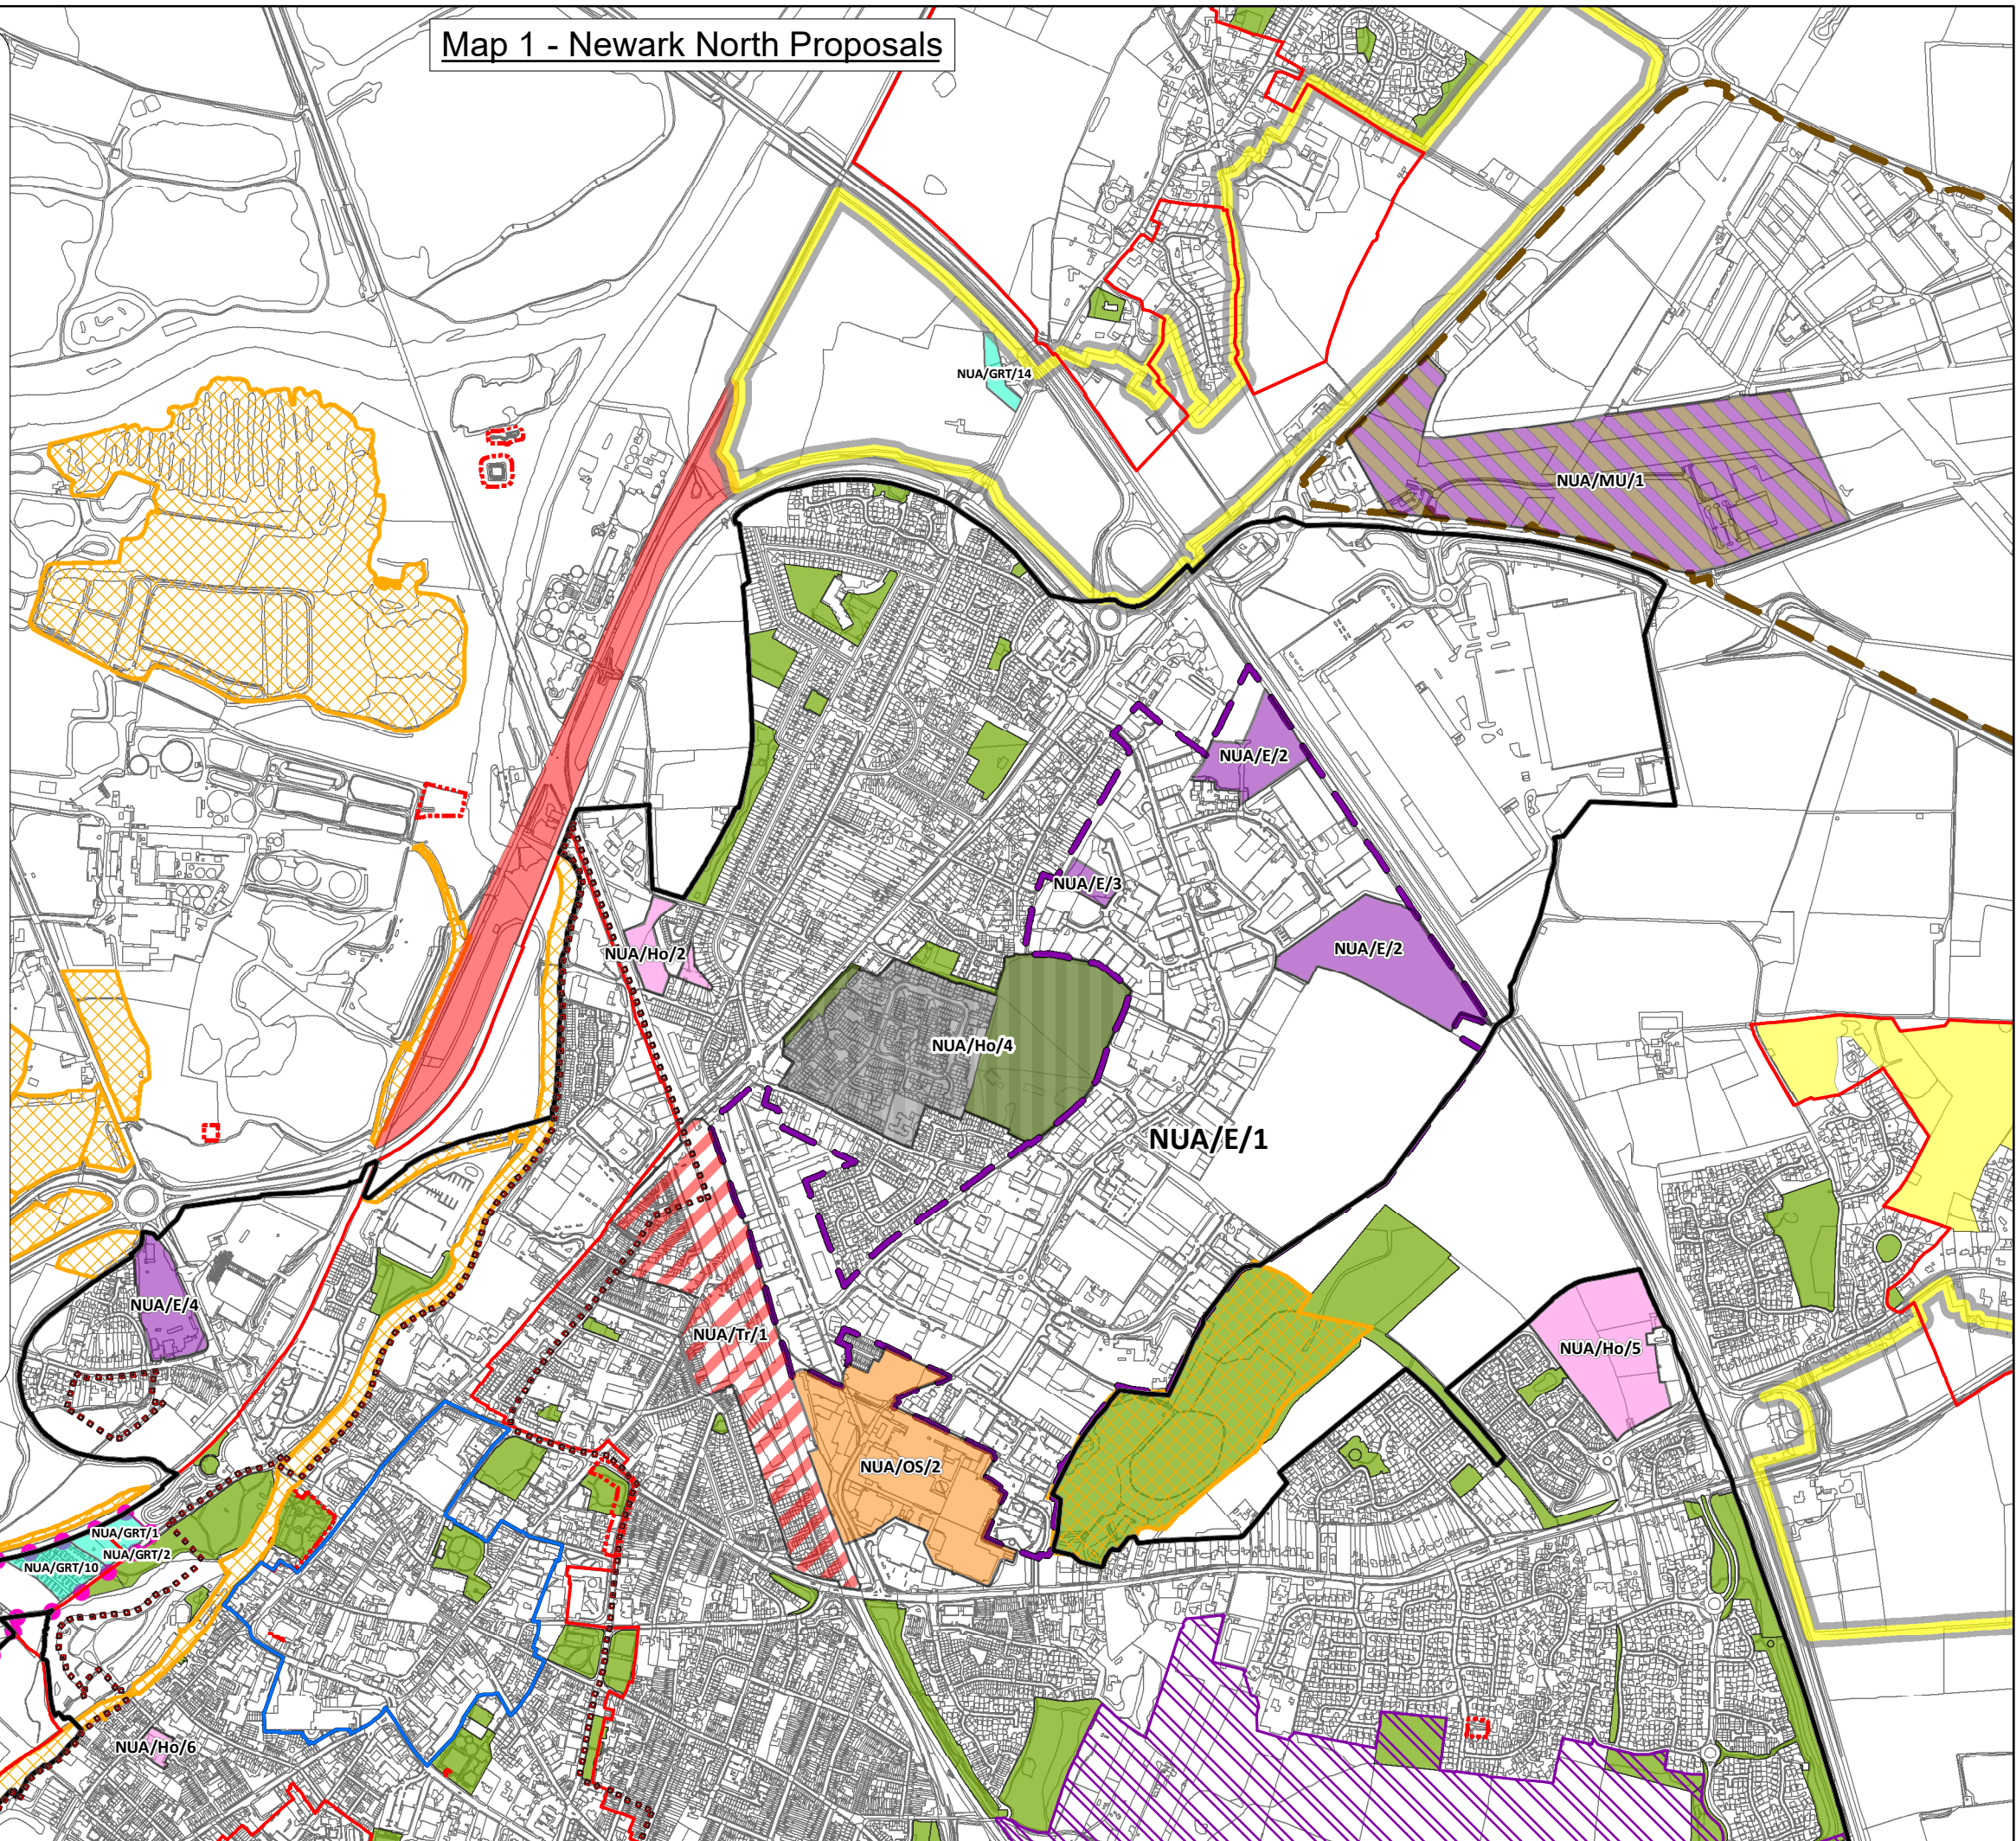 Map 1 - Newark North Proposals
NUA/GRT/14
NUA/MU/1
NUA/E/2
NUA/E/3
NUA/E/2
NUA/Ho/2
NUA/Ho/4
NUA/E/1
NUA/E/4
NUA/Tr/1
NUA/Ho/5
NUA/OS/2
NUA/GRT/1
NUA/GRT/2
NUA/GRT/10
NUA/Ho/6